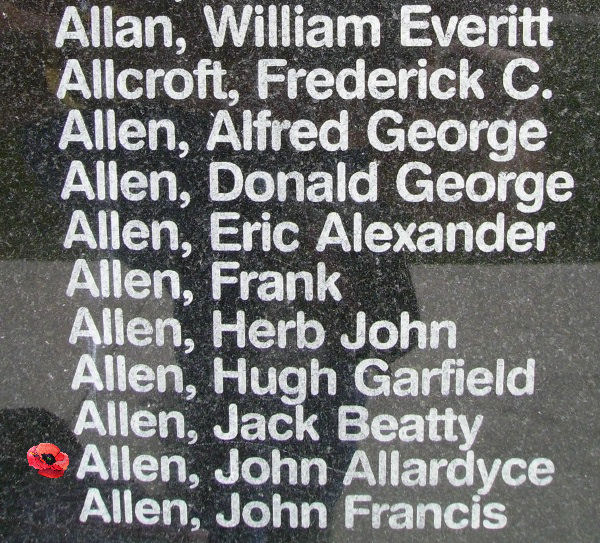 Allan, William Everitt
Allcroft, Frederick C.
Allen, Alfred George
Allen, Donald George
Allen, Eric Alexander
Allen, Frank
Allen, Herb John
Allen, Hugh Garfield
Allen, Jack Beatty
Allen, John Allardyce
Allen, John Francis